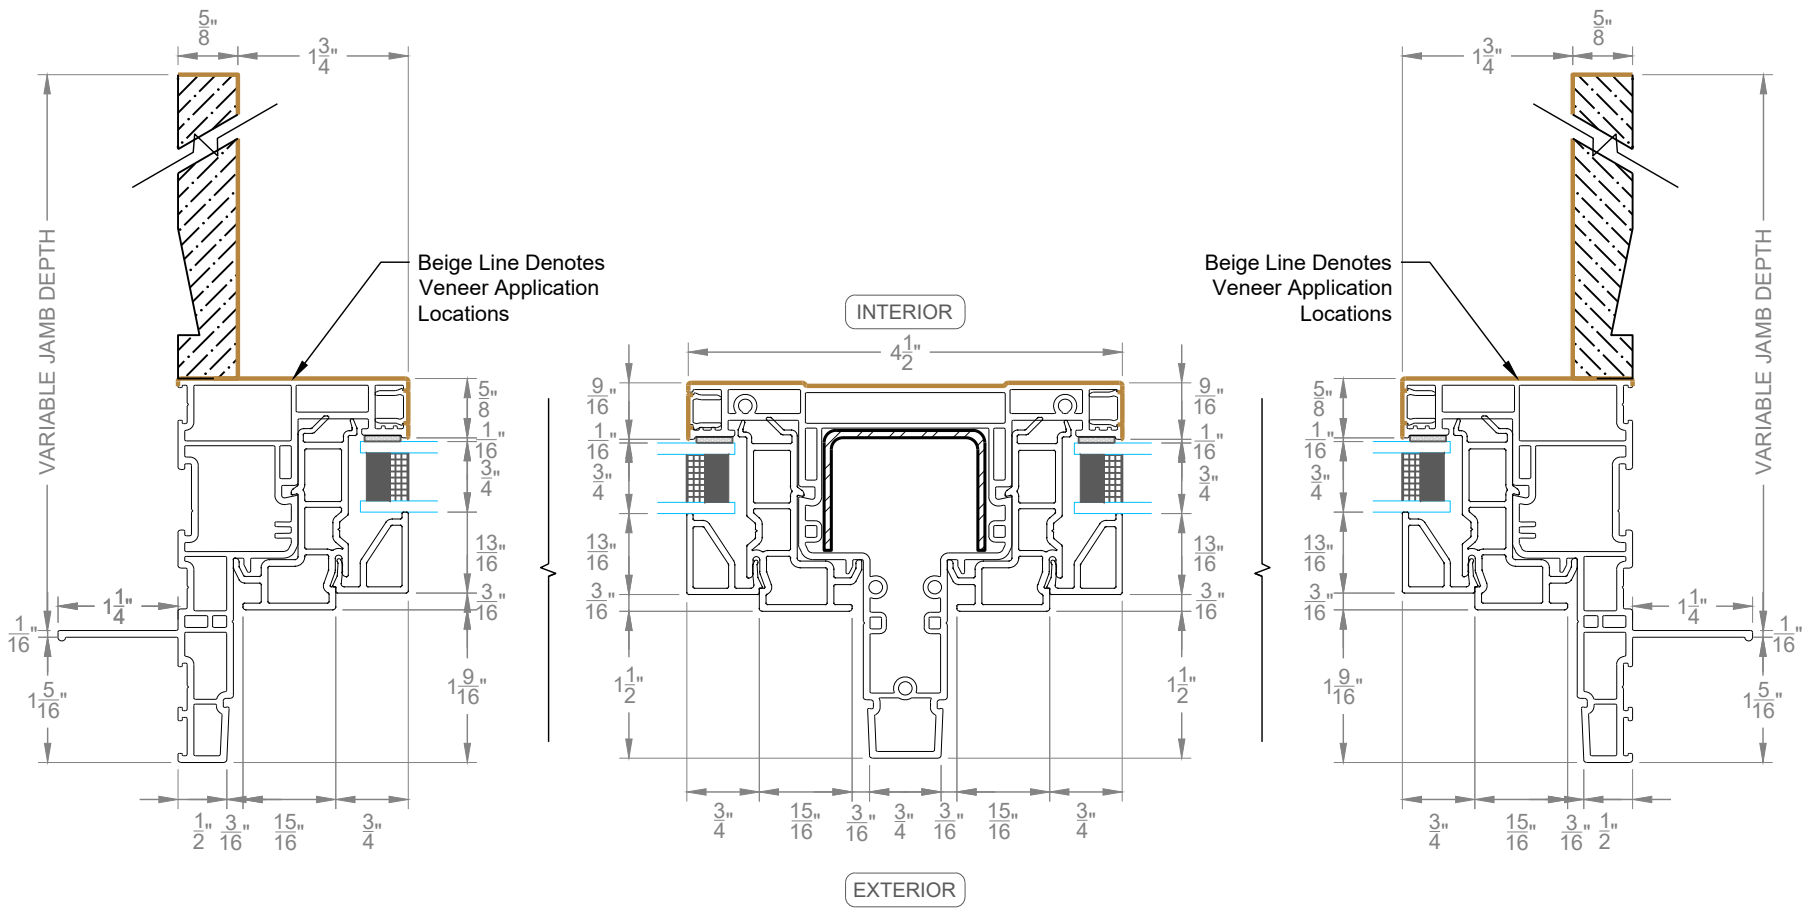 5/8"
1 3/4"
1 3/4"
5/8"
VARIABLE JAMB DEPTH
Beige Line Denotes
Veneer Application
Locations
Beige Line Denotes
Veneer Application
Locations
VARIABLE JAMB DEPTH
INTERIOR
4 1/2"
5/8"
1/16"
3/4"
13/16"
3/16"
1 9/16"
1 1/4"
1/16"
1 5/16"
9/16"
1/16"
3/4"
13/16"
3/16"
1 1/2"
9/16"
1/16"
3/4"
13/16"
3/16"
1 1/2"
5/8"
1/16"
3/4"
13/16"
3/16"
1 9/16"
1 1/4"
1/16"
1 5/16"
1/2" 3/16" 15/16" 3/4"
3/4" 15/16" 3/16" 3/4" 3/16" 15/16" 3/4"
3/4" 15/16" 3/16" 1/2"
EXTERIOR